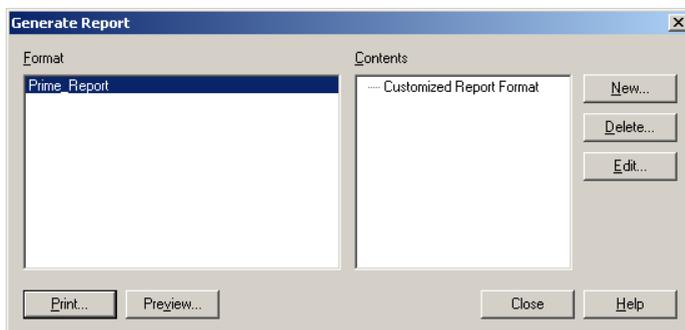 Generate Report
Format
Contents
Prime_Report
Customized Report Format
New...
Delete...
Edit...
Print...
Preview...
Close
Help